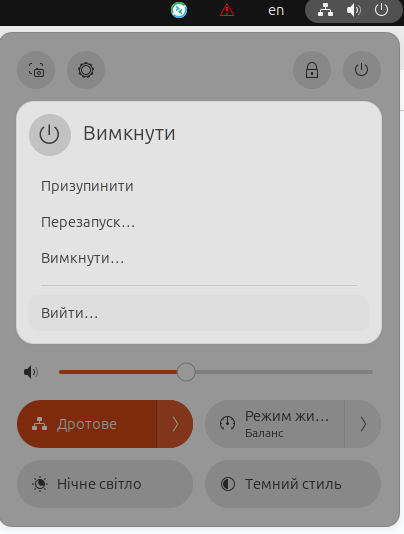 en
Вимкнути
Призупинити
Перезапуск…
Вимкнути…
Вийти…
Дротове
Режим жи…
Баланс
Нічне світло
Темний стиль